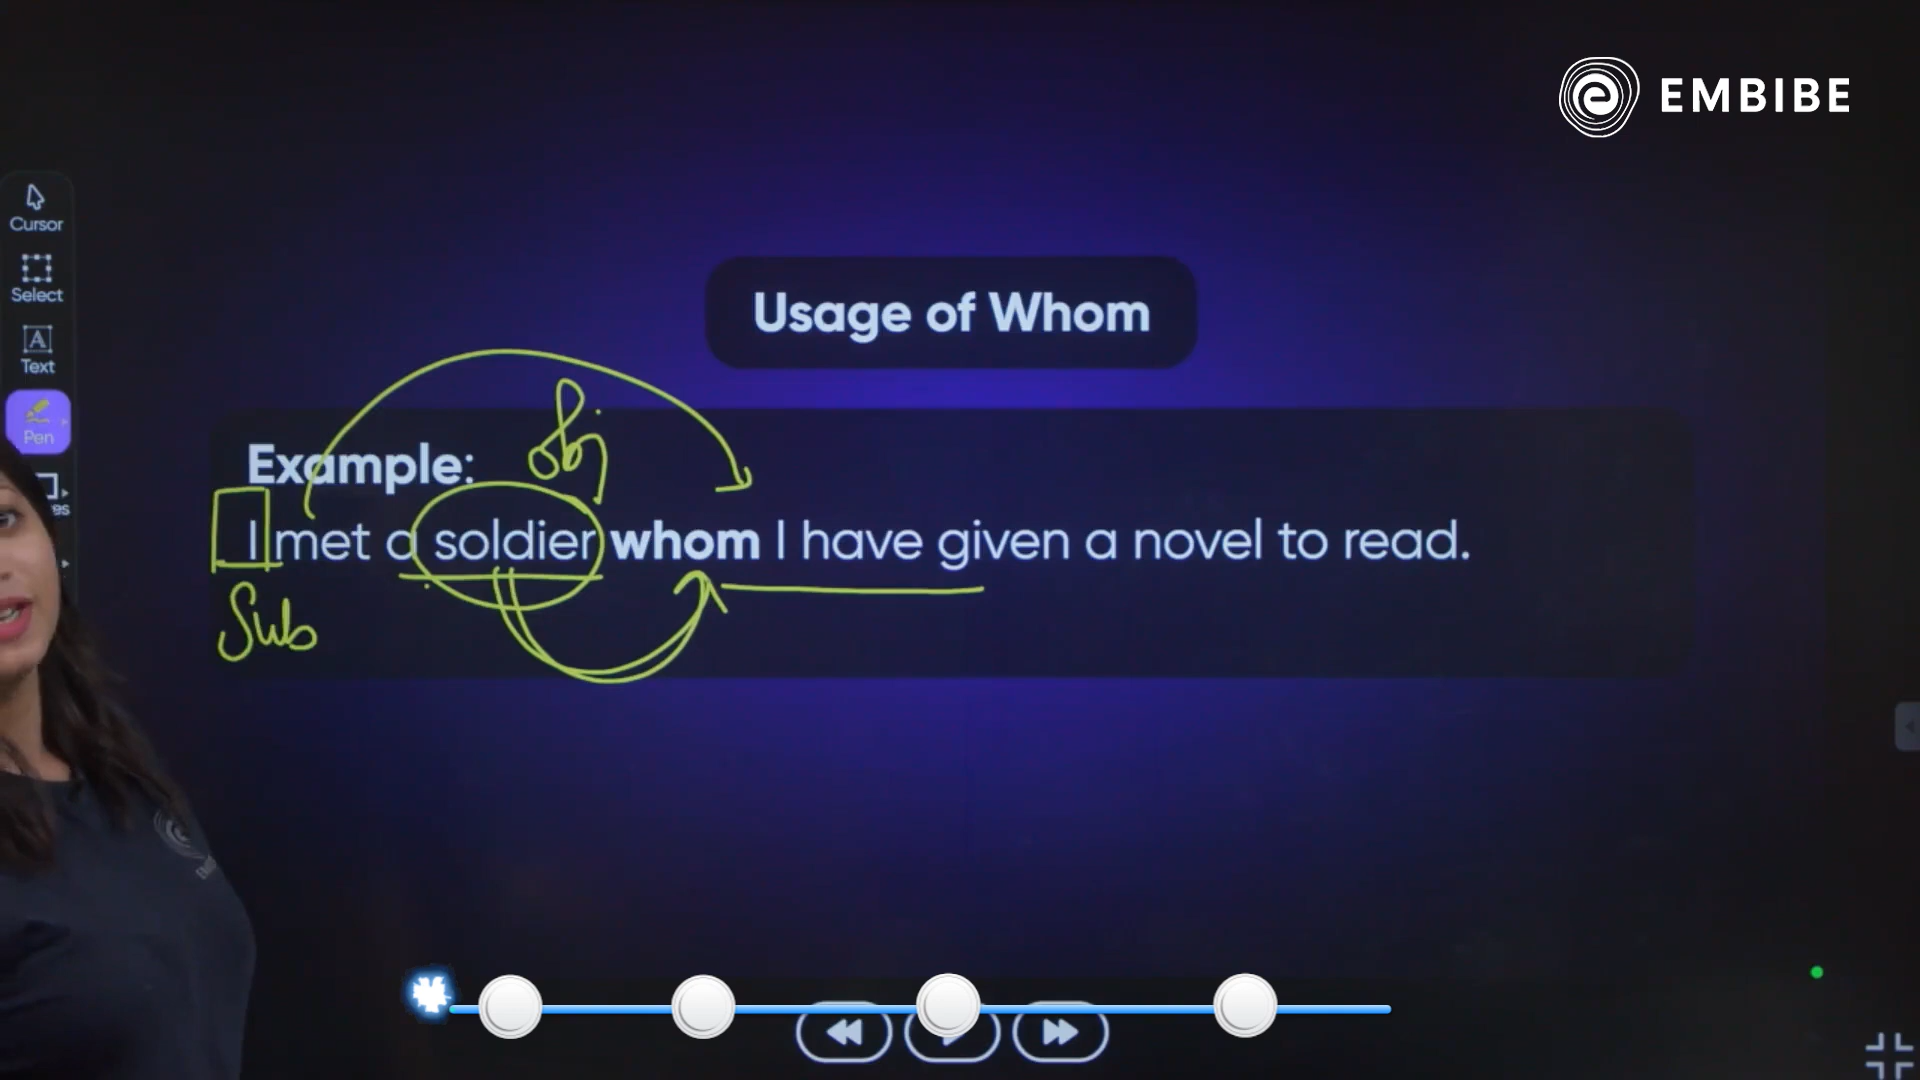 EMBIBE
Cursor
Select
Text
Pen
es
Usage of Whom
obj
Example:
I met a soldier whom I have given a novel to read.
Sub